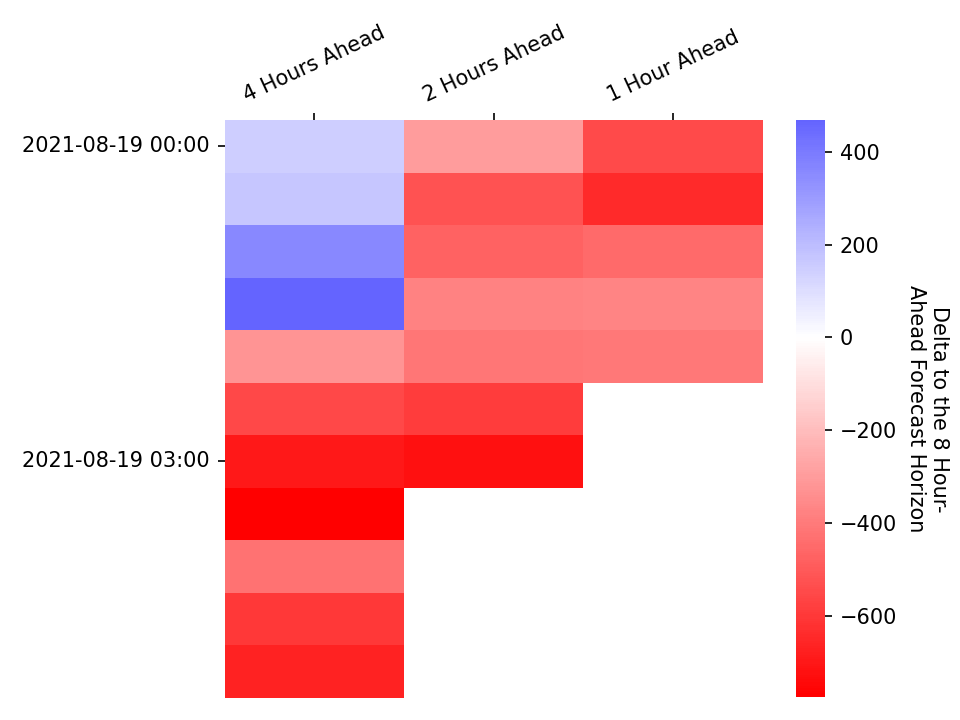 4 Hours Ahead
2 Hours Ahead
1 Hour Ahead
2021-08-19 00:00
2021-08-19 03:00
400
200
0
−200
−400
−600
Delta to the 8 Hour-
Ahead Forecast Horizon